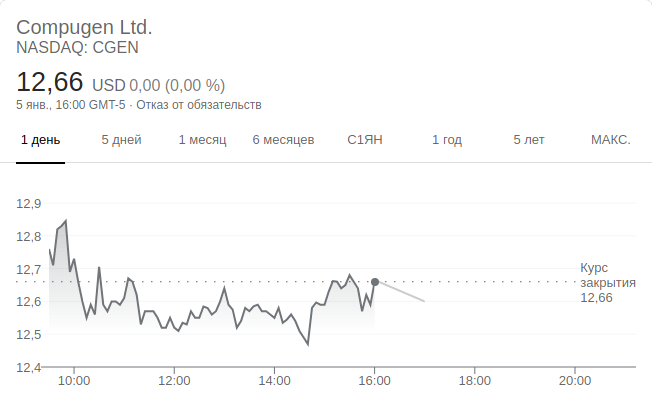 Compugen Ltd.
NASDAQ: CGEN
12,66 USD 0,00 (0,00 %)
5 янв., 16:00 GMT-5 · Отказ от обязательств
1 день 5 дней 1 месяц 6 месяцев С1ЯН 1 год 5 лет МАКС.
12,9
12,8
12,7
12,6
12,5
12,4
Курс
закрытия
12,66
10:00 12:00 14:00 16:00 18:00 20:00